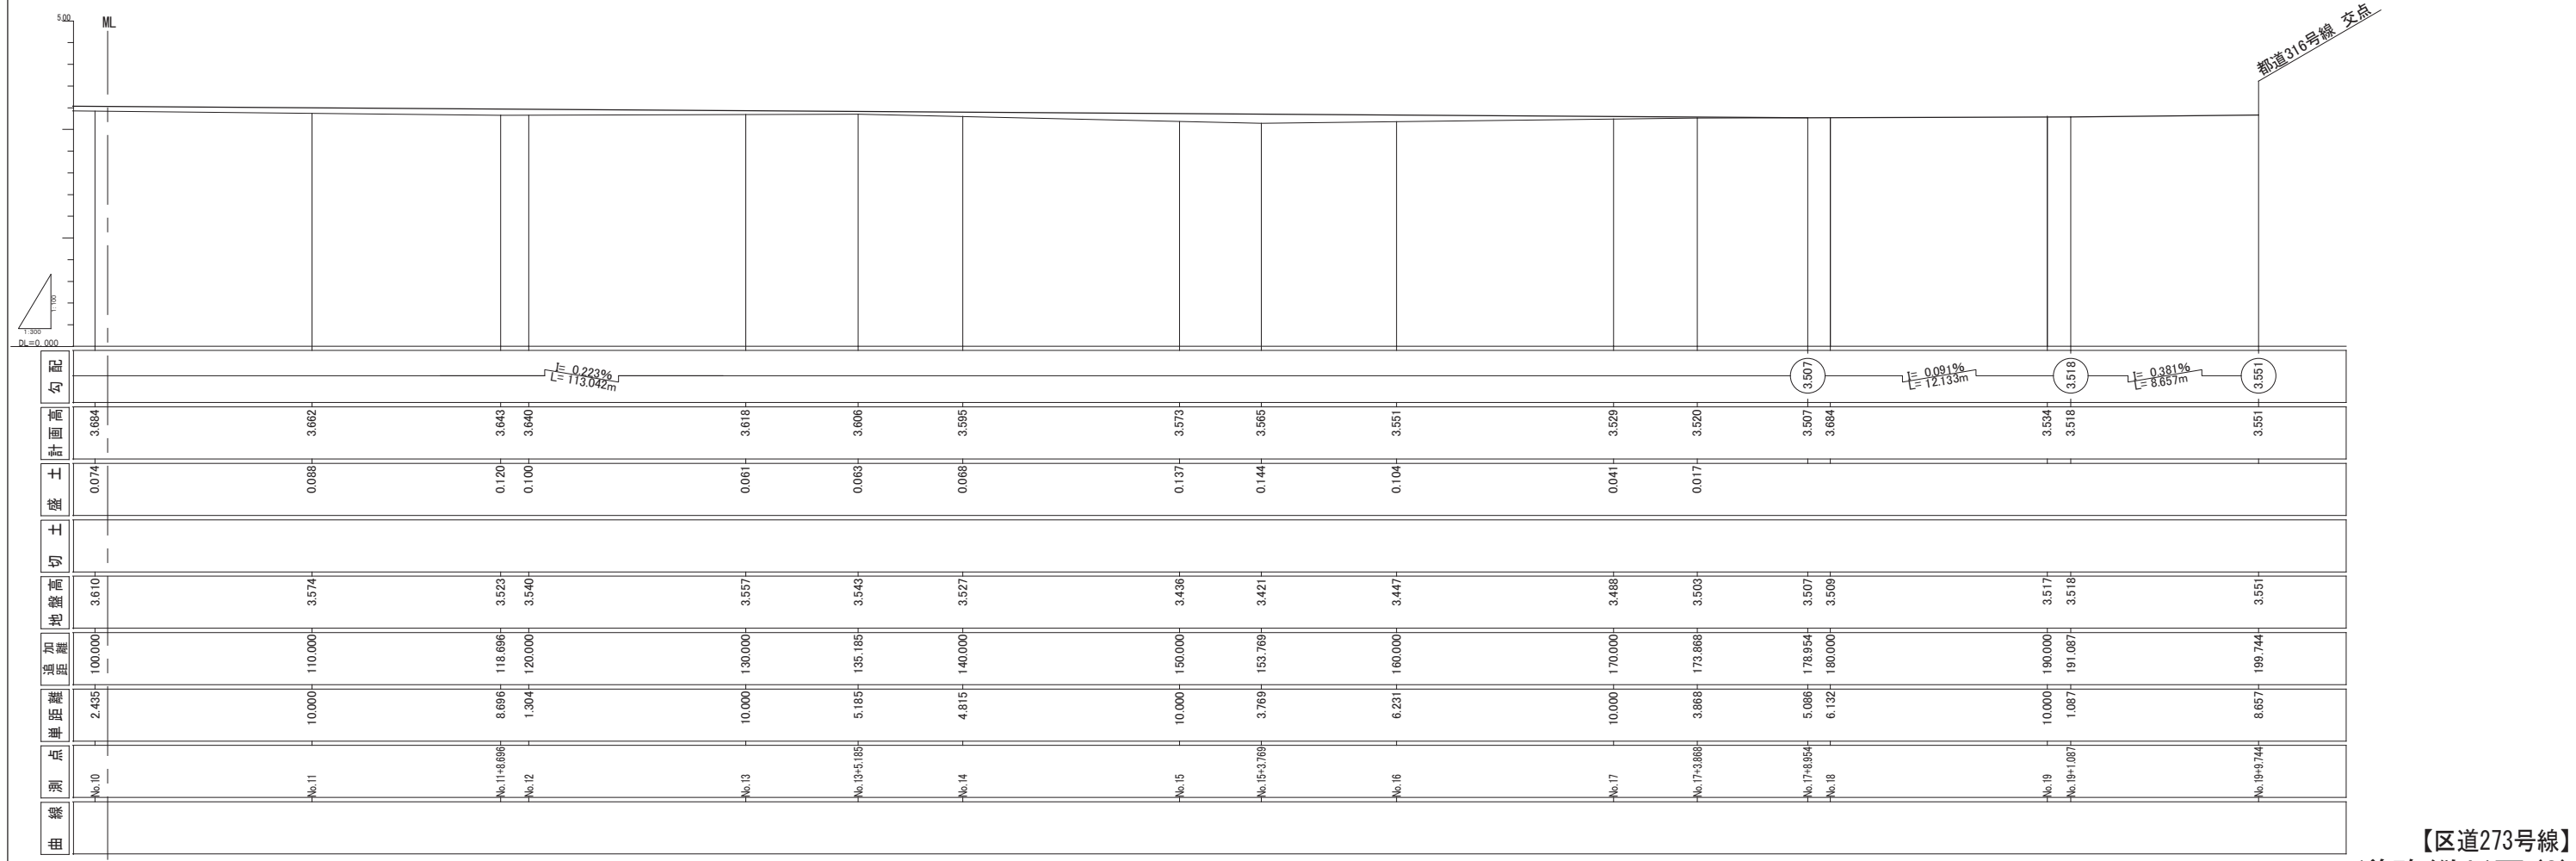 5.00
ML
都道316号線 交点
1:100
1:300
DL=0.000
勾配
I= 0.223%
L= 113.042m
3.507
I= 0.091%
L= 12.133m
3.518
I= 0.381%
L= 8.657m
3.551
計画高 3.684 3.662 3.643 3.640 3.618 3.606 3.595 3.573 3.565 3.551 3.529 3.520 3.507 3.684 3.534 3.518 3.551
盛土 0.074 0.088 0.120 0.100 0.061 0.063 0.068 0.137 0.144 0.104 0.041 0.017
切土
地盤高 3.610 3.574 3.523 3.540 3.557 3.543 3.527 3.436 3.421 3.447 3.488 3.503 3.507 3.509 3.517 3.518 3.551
追加距離 100.000 110.000 118.696 120.000 130.000 135.185 140.000 150.000 153.769 160.000 170.000 173.868 178.954 180.000 190.000 191.087 199.744
単距離 2.435 10.000 8.696 1.304 10.000 5.185 4.815 10.000 3.769 6.231 10.000 3.868 5.086 6.132 10.000 1.087 8.657
測点 No.10 No.11 No.11+8.696 No.12 No.13 No.13+5.185 No.14 No.15 No.15+3.769 No.16 No.17 No.17+3.868 No.17+8.954 No.18 No.19 No.19+1.087 No.19+9.744
曲線
【区道273号線】